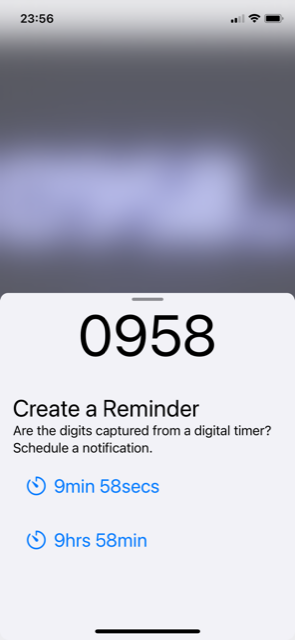 23:56
0958
Create a Reminder
Are the digits captured from a digital timer?
Schedule a notification.
9min 58secs
9hrs 58min